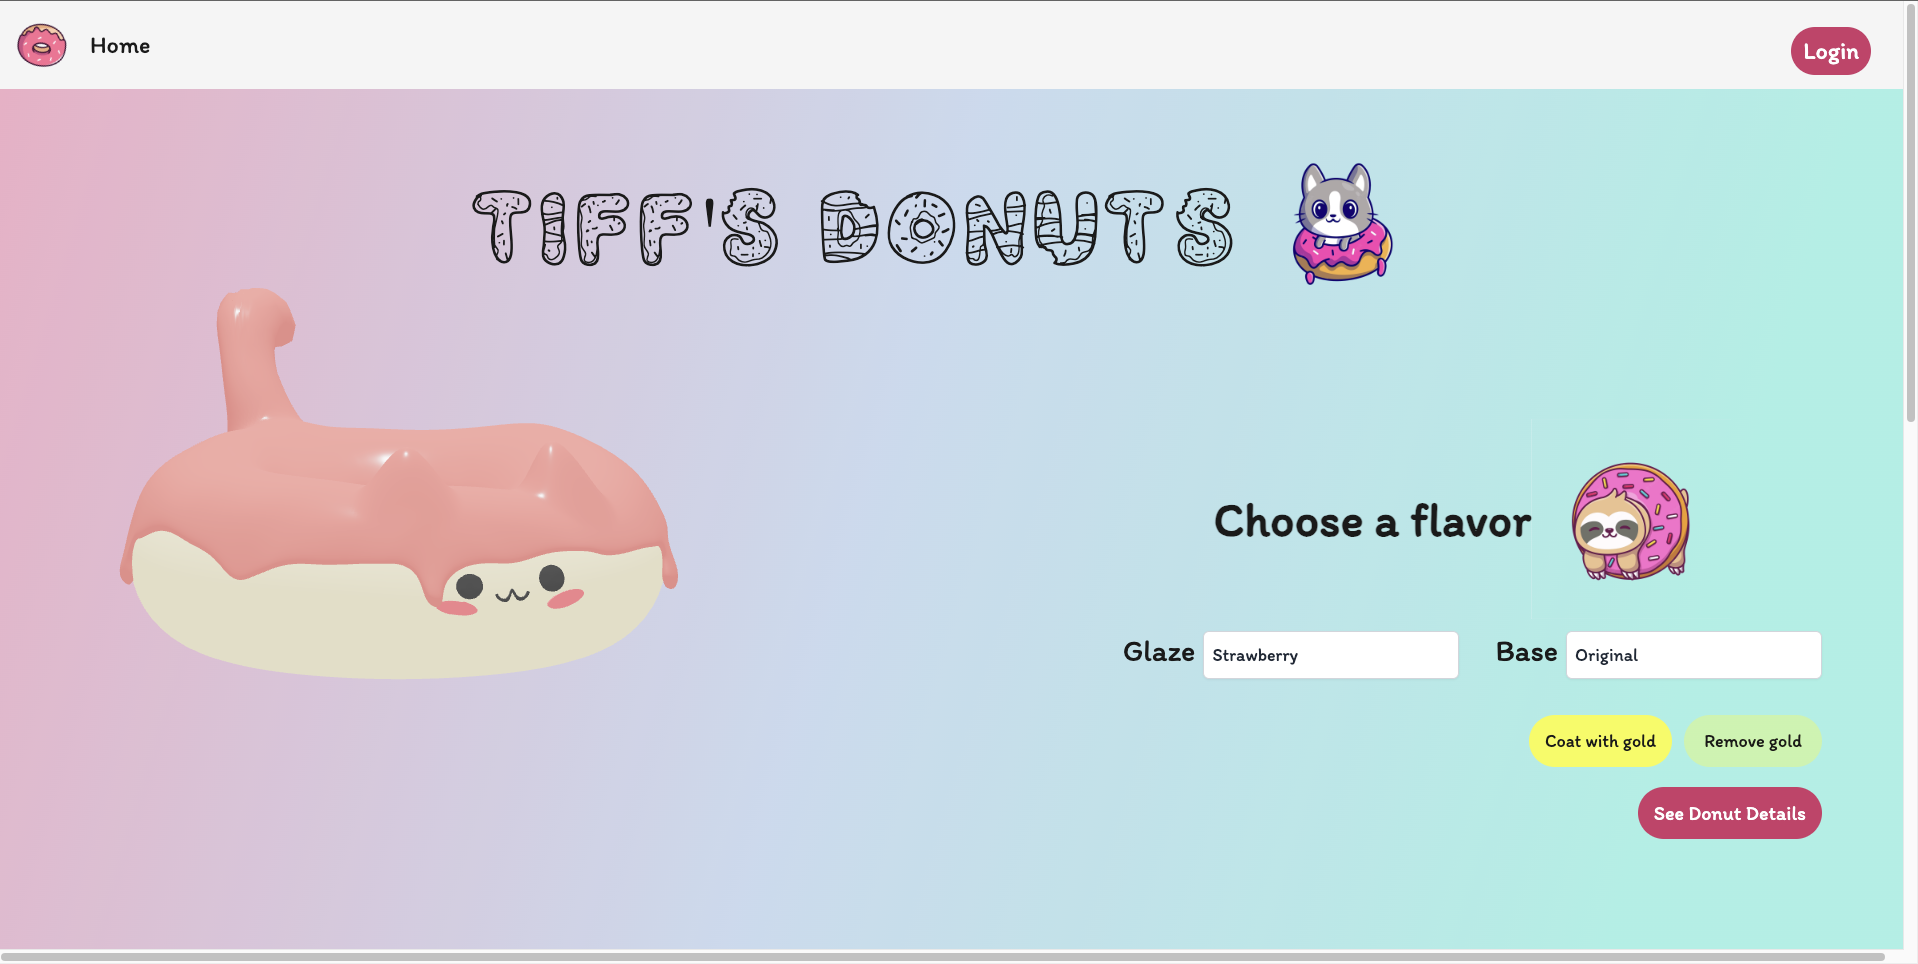 Home
Login
TIFF'S DONUTS
Choose a flavor
Glaze Strawberry Base Original
Coat with gold Remove gold
See Donut Details